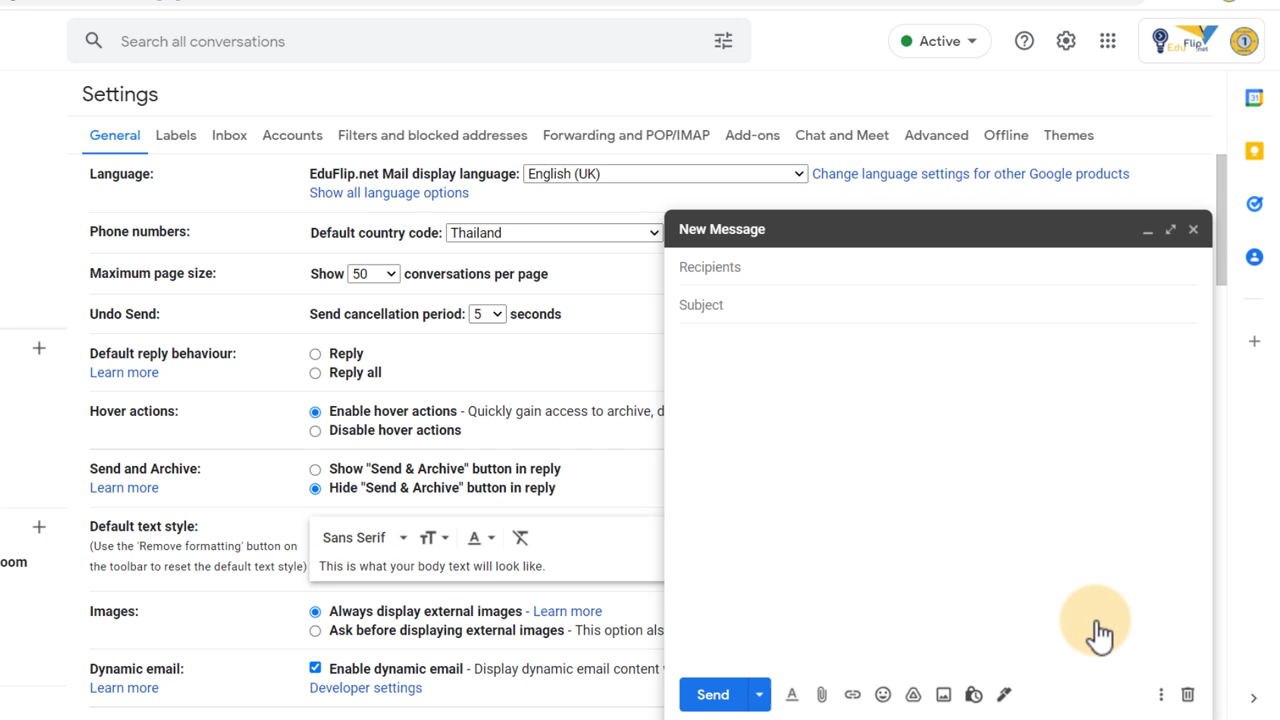 Search all conversations
Active
EduFlip.net
Settings
General Labels Inbox Accounts Filters and blocked addresses Forwarding and POP/IMAP Add-ons Chat and Meet Advanced Offline Themes
Language:
EduFlip.net Mail display language: English (UK) Change language settings for other Google products
Show all language options
Phone numbers:
Default country code: Thailand
Maximum page size:
Show 50 conversations per page
Undo Send:
Send cancellation period: 5 seconds
Default reply behaviour:
Learn more
Reply
Reply all
Hover actions:
Enable hover actions - Quickly gain access to archive, d
Disable hover actions
Send and Archive:
Learn more
Show "Send & Archive" button in reply
Hide "Send & Archive" button in reply
Default text style:
(Use the 'Remove formatting' button on
the toolbar to reset the default text style)
Sans Serif
This is what your body text will look like.
Images:
Always display external images - Learn more
Ask before displaying external images - This option als
Dynamic email:
Learn more
Enable dynamic email - Display dynamic email content
Developer settings
oom
New Message
Recipients
Subject
Send
31
1